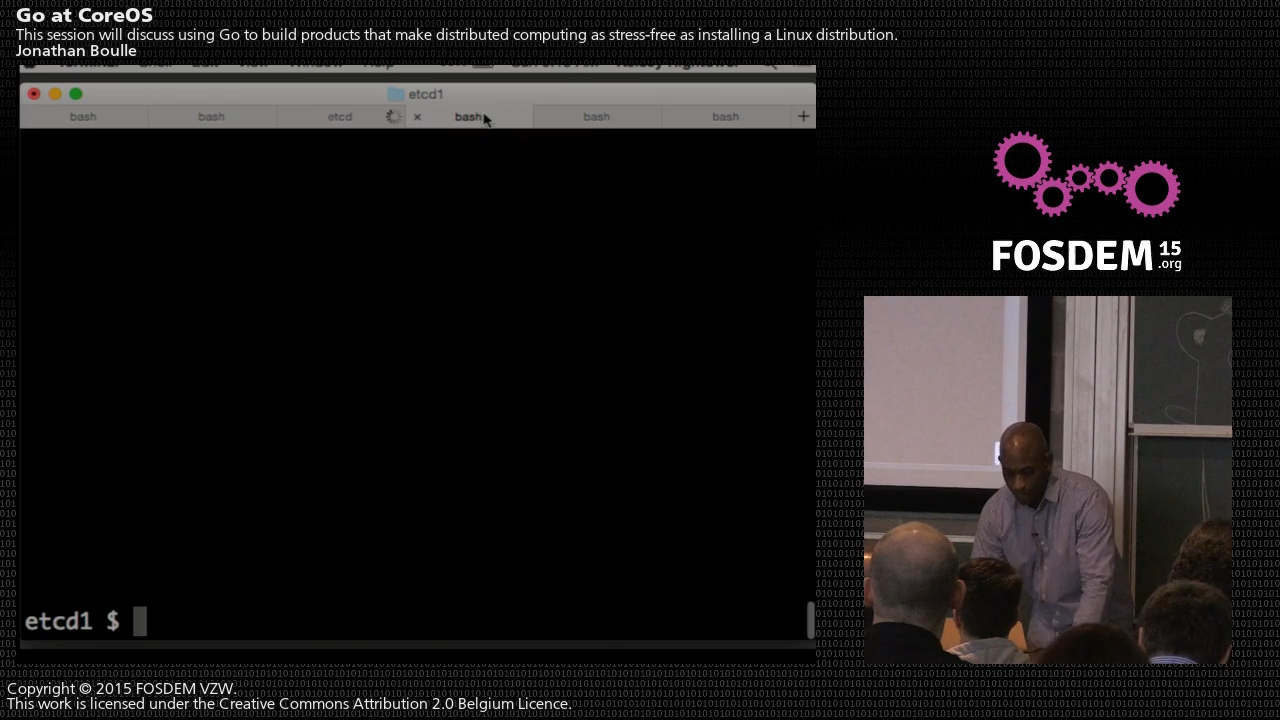 Go at CoreOS
This session will discuss using Go to build products that make distributed computing as stress-free as installing a Linux distribution.
Jonathan Boulle
etcd1
bash bash etcd × bash bash bash +
etcd1 $
FOSDEM 15
.org
Copyright © 2015 FOSDEM VZW.
This work is licensed under the Creative Commons Attribution 2.0 Belgium Licence.